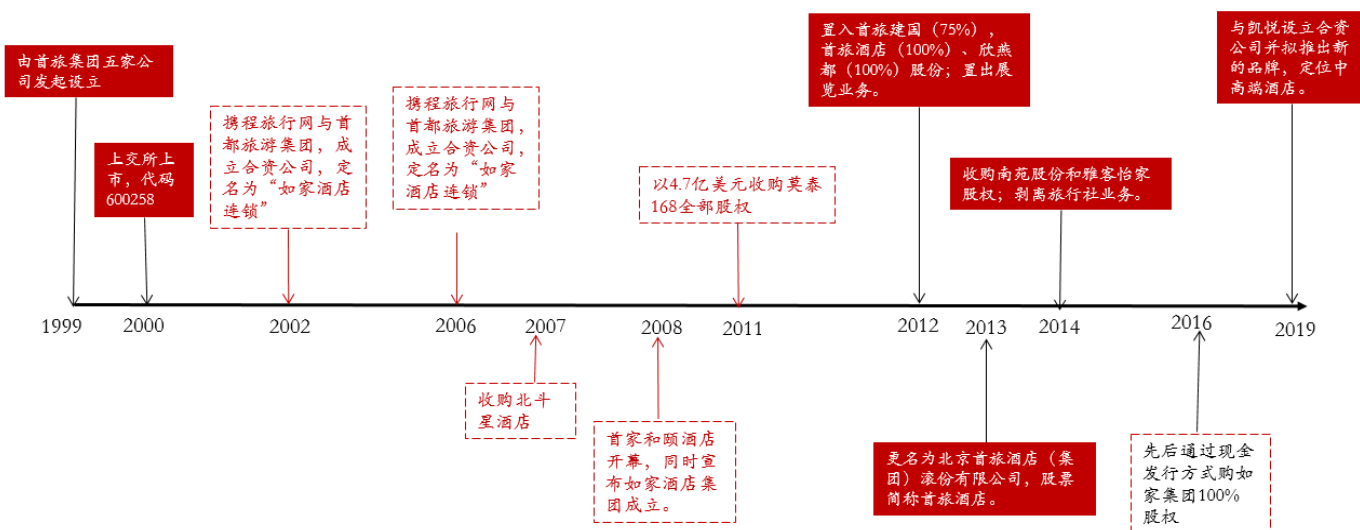 由首旅集团五家公
司发起设立
上交所上
市，代码
600258
携程旅行网与首
都旅游集团，成
立合资公司，定
名为“如家酒店
连锁”
携程旅行网与
首都旅游集团，
成立合资公司，
定名为“如家
酒店连锁”
以4.7亿美元收购莫泰
168全部股权
置入首旅建国（75%），
首旅酒店（100%）、欣燕
都（100%）股份；置出展
览业务。
收购南苑股份和雅客怡家
股权；剥离旅行社业务。
与凯悦设立合资
公司并拟推出新
的品牌，定位中
高端酒店。
1999
2000
2002
2006
2007
2008
2011
2012
2013
2014
2016
2019
收购北斗
星酒店
首家和颐酒店
开幕，同时宣
布如家酒店集
团成立。
更名为北京首旅酒店（集
团）滚份有限公司，股票
简称首旅酒店。
先后通过现金
发行方式购如
家集团100%
股权